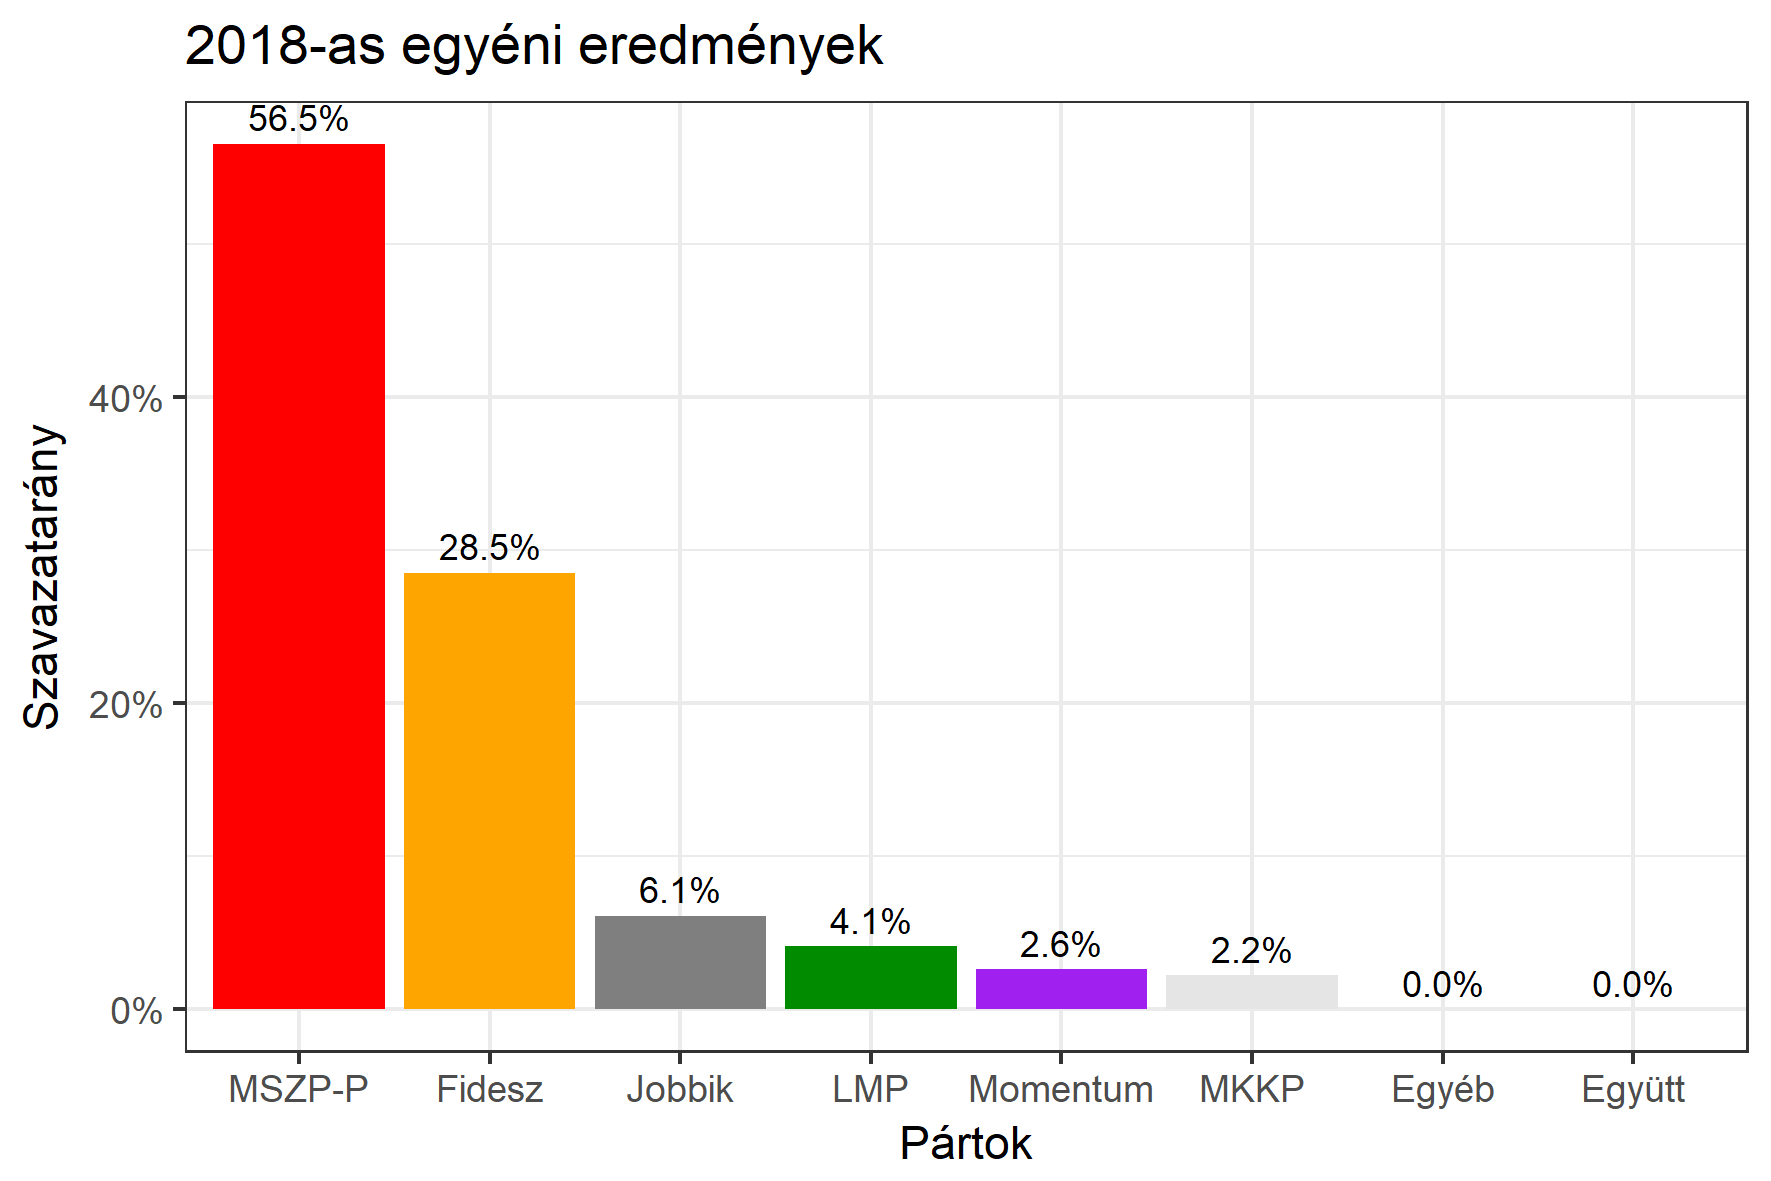 2018-as egyéni eredmények
Szavazatarány
40%
20%
0%
56.5%
28.5%
6.1%
4.1%
2.6%
2.2%
0.0%
0.0%
MSZP-P
Fidesz
Jobbik
LMP
Momentum
MKKP
Egyéb
Együtt
Pártok